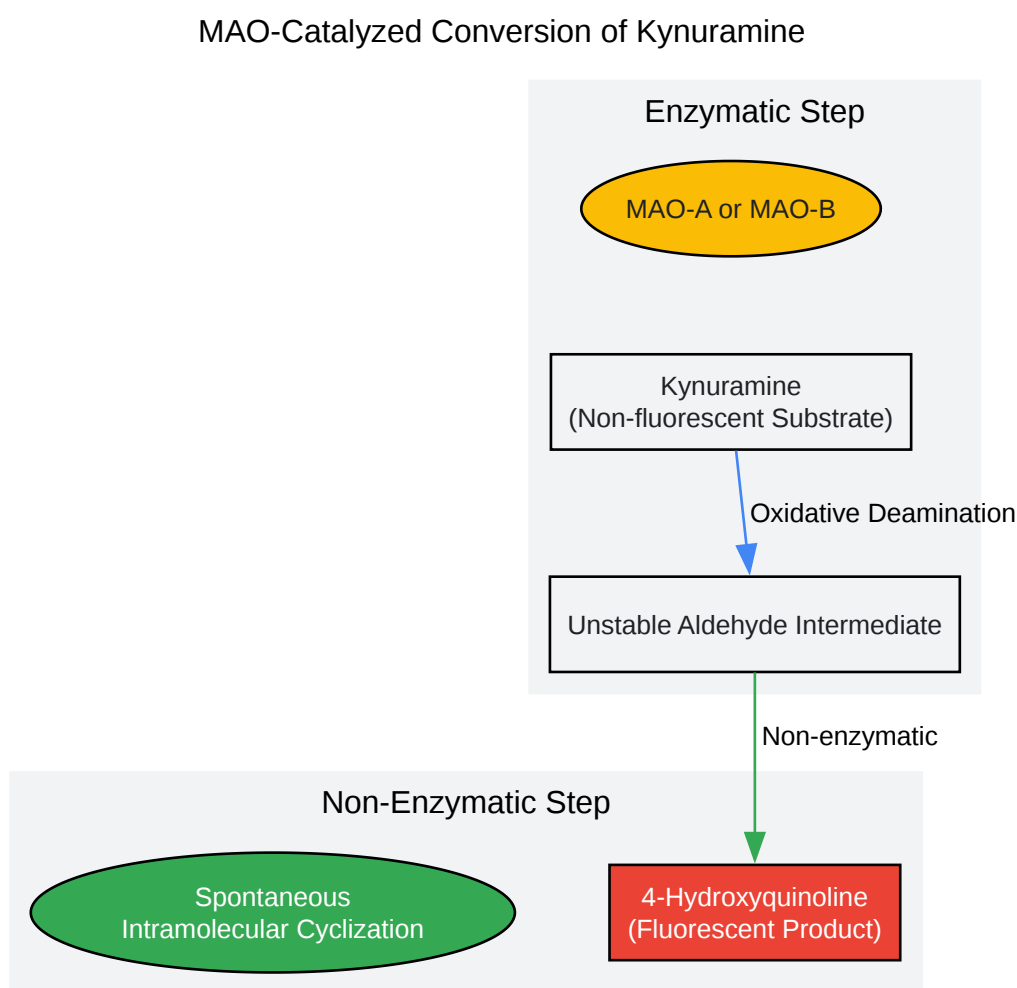 MAO-Catalyzed Conversion of Kynuramine
Enzymatic Step
MAO-A or MAO-B
Kynuramine
(Non-fluorescent Substrate)
Oxidative Deamination
Unstable Aldehyde Intermediate
Non-enzymatic
Non-Enzymatic Step
Spontaneous
Intramolecular Cyclization
4-Hydroxyquinoline
(Fluorescent Product)